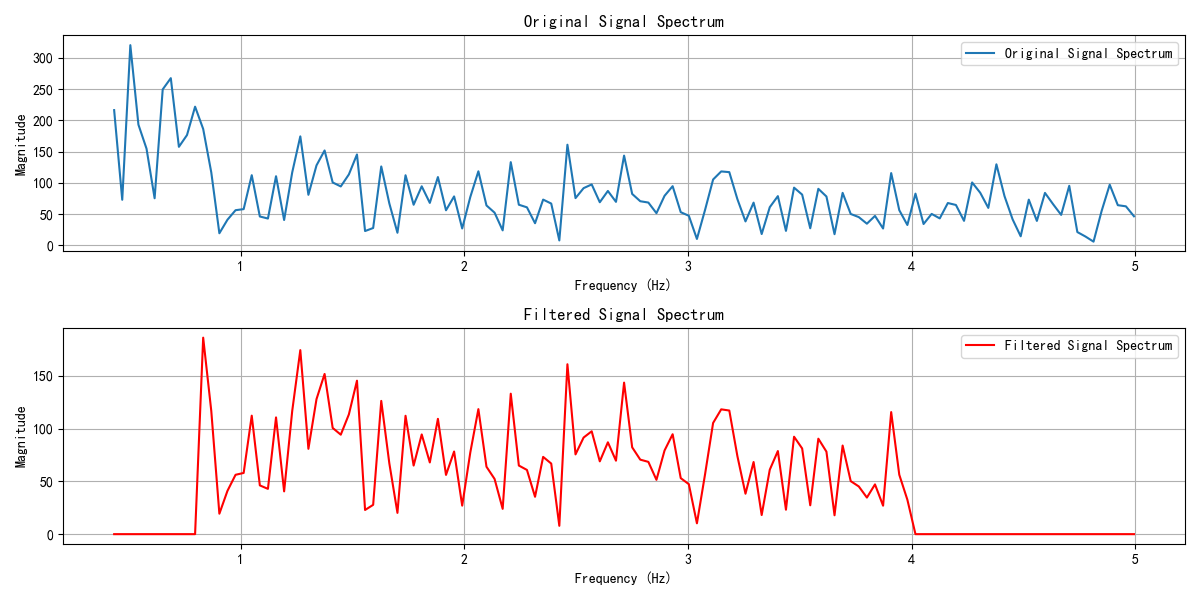 Original Signal Spectrum
Original Signal Spectrum
Magnitude
300
250
200
150
100
50
0
1 2 3 4 5
Frequency (Hz)
Filtered Signal Spectrum
Filtered Signal Spectrum
Magnitude
150
100
50
0
1 2 3 4 5
Frequency (Hz)